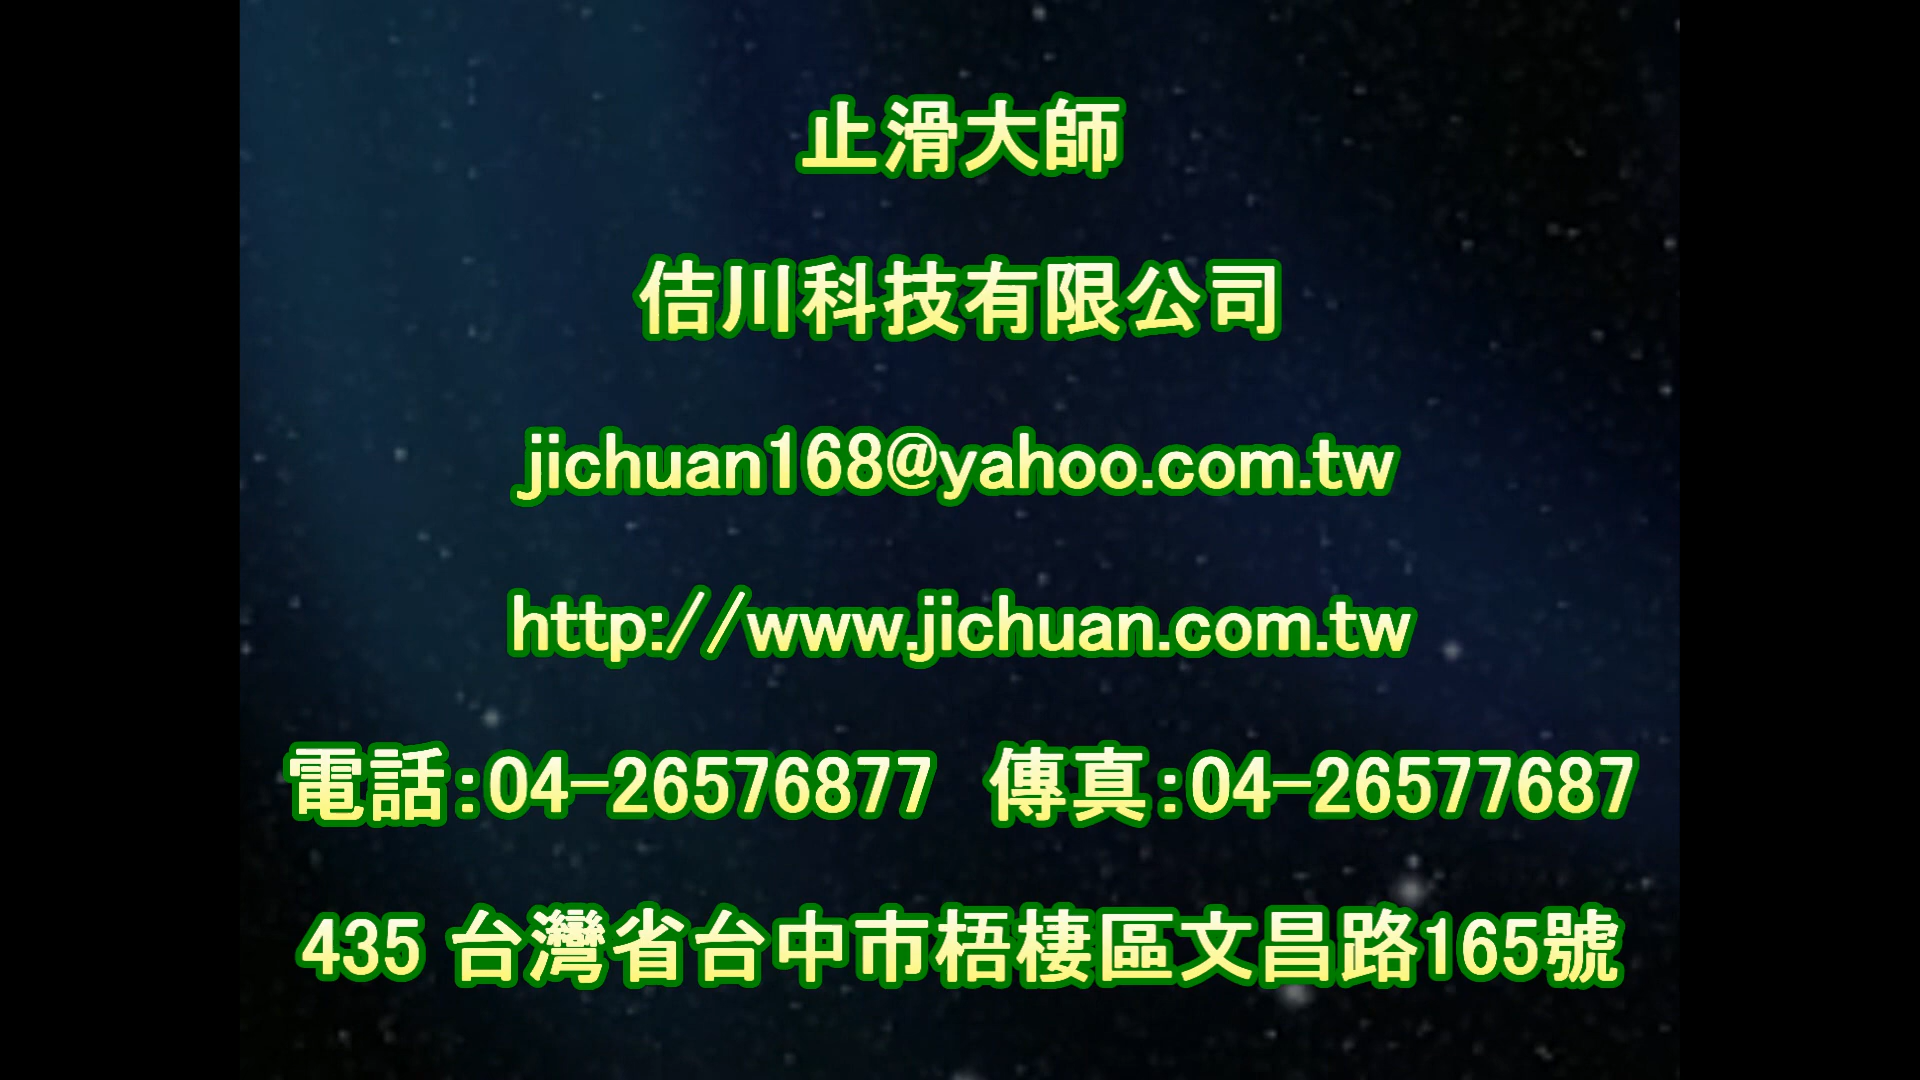 止滑大師
佶川科技有限公司
jichuan168@yahoo.com.tw
http://www.jichuan.com.tw
電話:04-26576877 傳真:04-26577687
435 台灣省台中市梧棲區文昌路165號